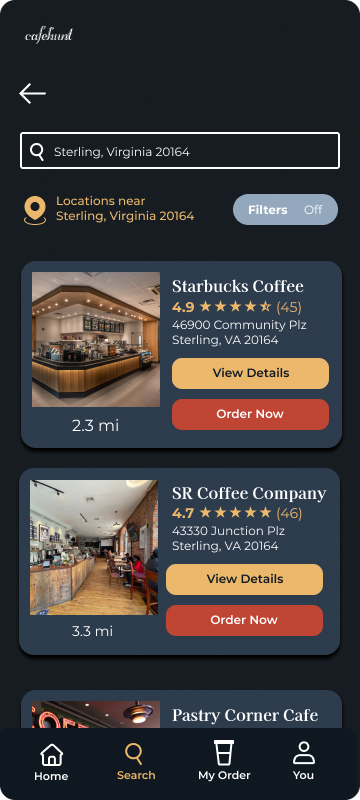 cafehunt
Sterling, Virginia 20164
Locations near
Sterling, Virginia 20164
Filters Off
Starbucks Coffee
4.9 ★★★★⯪ (45)
46900 Community Plz
Sterling, VA 20164
View Details
Order Now
2.3 mi
SR Coffee Company
4.7 ★★★★★ (46)
43330 Junction Plz
Sterling, VA 20164
View Details
Order Now
3.3 mi
Pastry Corner Cafe
Home Search My Order You